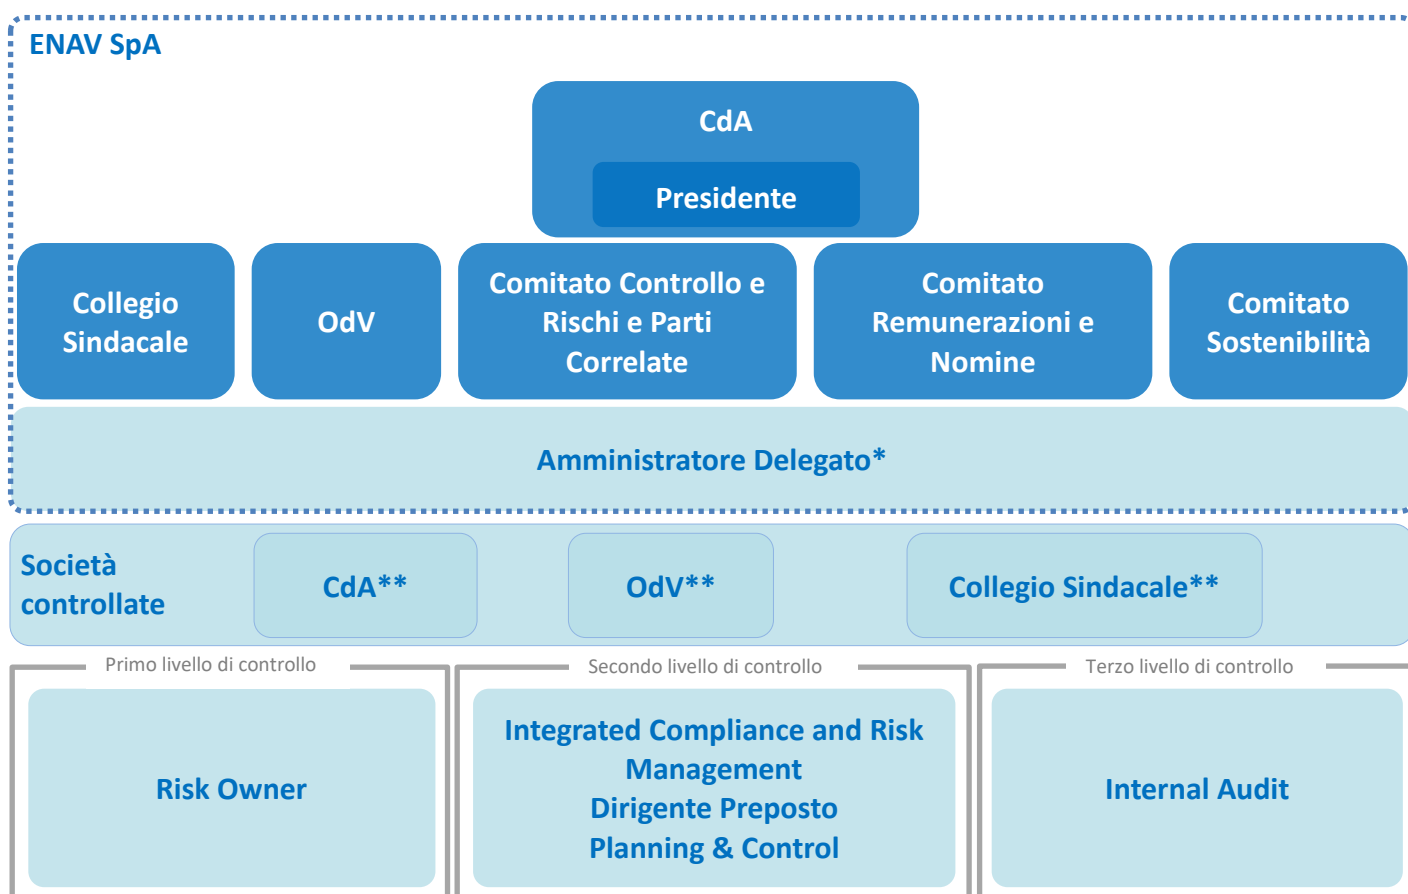 ENAV SpA
CdA
Presidente
Collegio
Sindacale
OdV
Comitato Controllo e
Rischi e Parti
Correlate
Comitato
Remunerazioni e
Nomine
Comitato
Sostenibilità
Amministratore Delegato*
Società
controllate
CdA**
OdV**
Collegio Sindacale**
Primo livello di controllo
Secondo livello di controllo
Terzo livello di controllo
Risk Owner
Integrated Compliance and Risk
Management
Dirigente Preposto
Planning & Control
Internal Audit